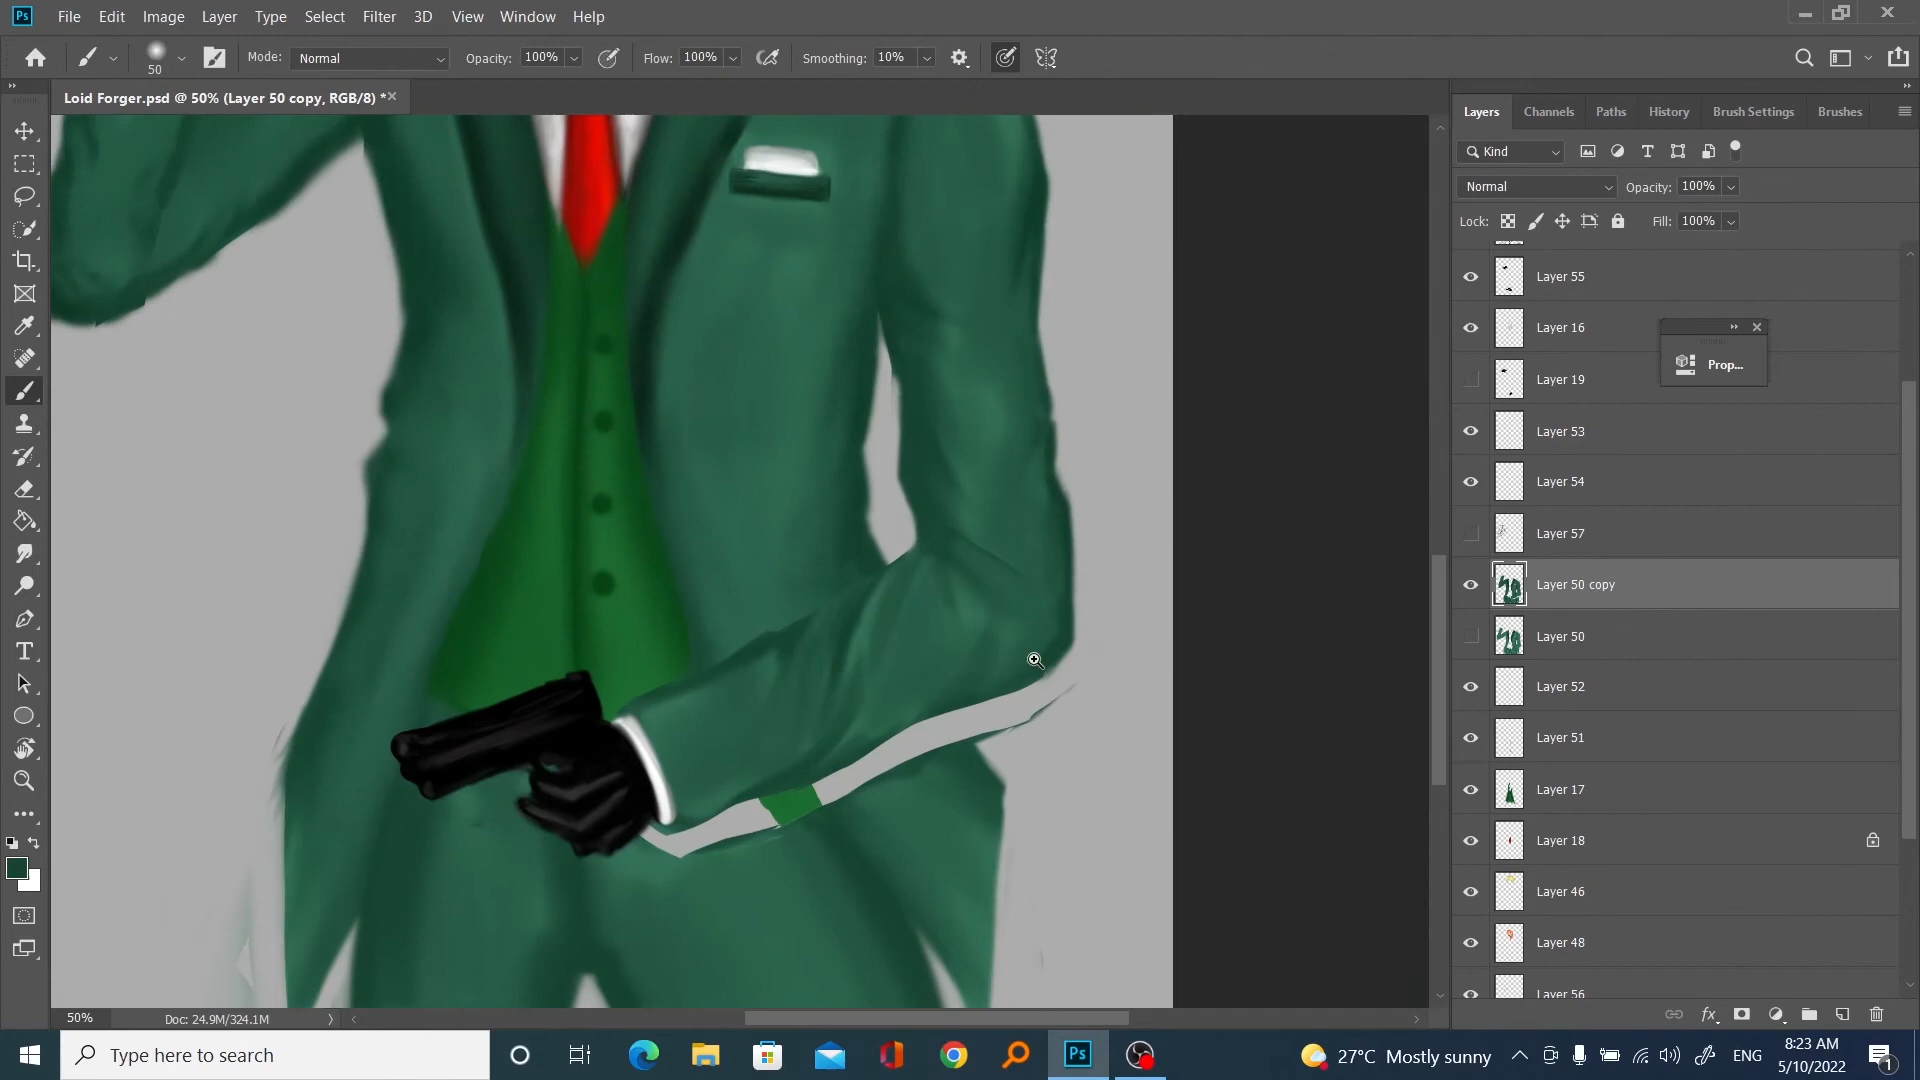 Ps File Edit Image Layer Type Select Filter 3D View Window Help
50 Mode: Normal Opacity: 100% Flow: 100% Smoothing: 10%
Loid Forger.psd @ 50% (Layer 50 copy, RGB/8) *
Layers Channels Paths History Brush Settings Brushes
Kind
Normal Opacity: 100%
Lock: Fill: 100%
Layer 55
Layer 16
Prop...
Layer 19
Layer 53
Layer 54
Layer 57
Layer 50 copy
Layer 50
Layer 52
Layer 51
Layer 17
Layer 18
Layer 46
Layer 48
Layer 56
50% Doc: 24.9M/324.1M
Type here to search
Ps
27°C Mostly sunny
ENG
8:23 AM
5/10/2022
1